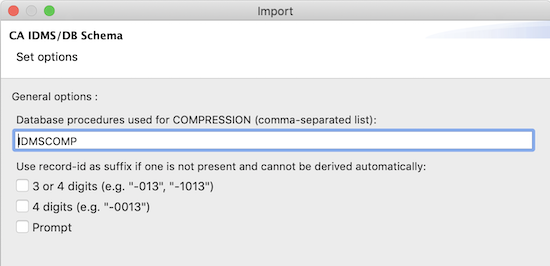 Import
CA IDMS/DB Schema
Set options
General options :
Database procedures used for COMPRESSION (comma-separated list):
IDMSCOMP
Use record-id as suffix if one is not present and cannot be derived automatically:
3 or 4 digits (e.g. "-013", "-1013")
4 digits (e.g. "-0013")
Prompt